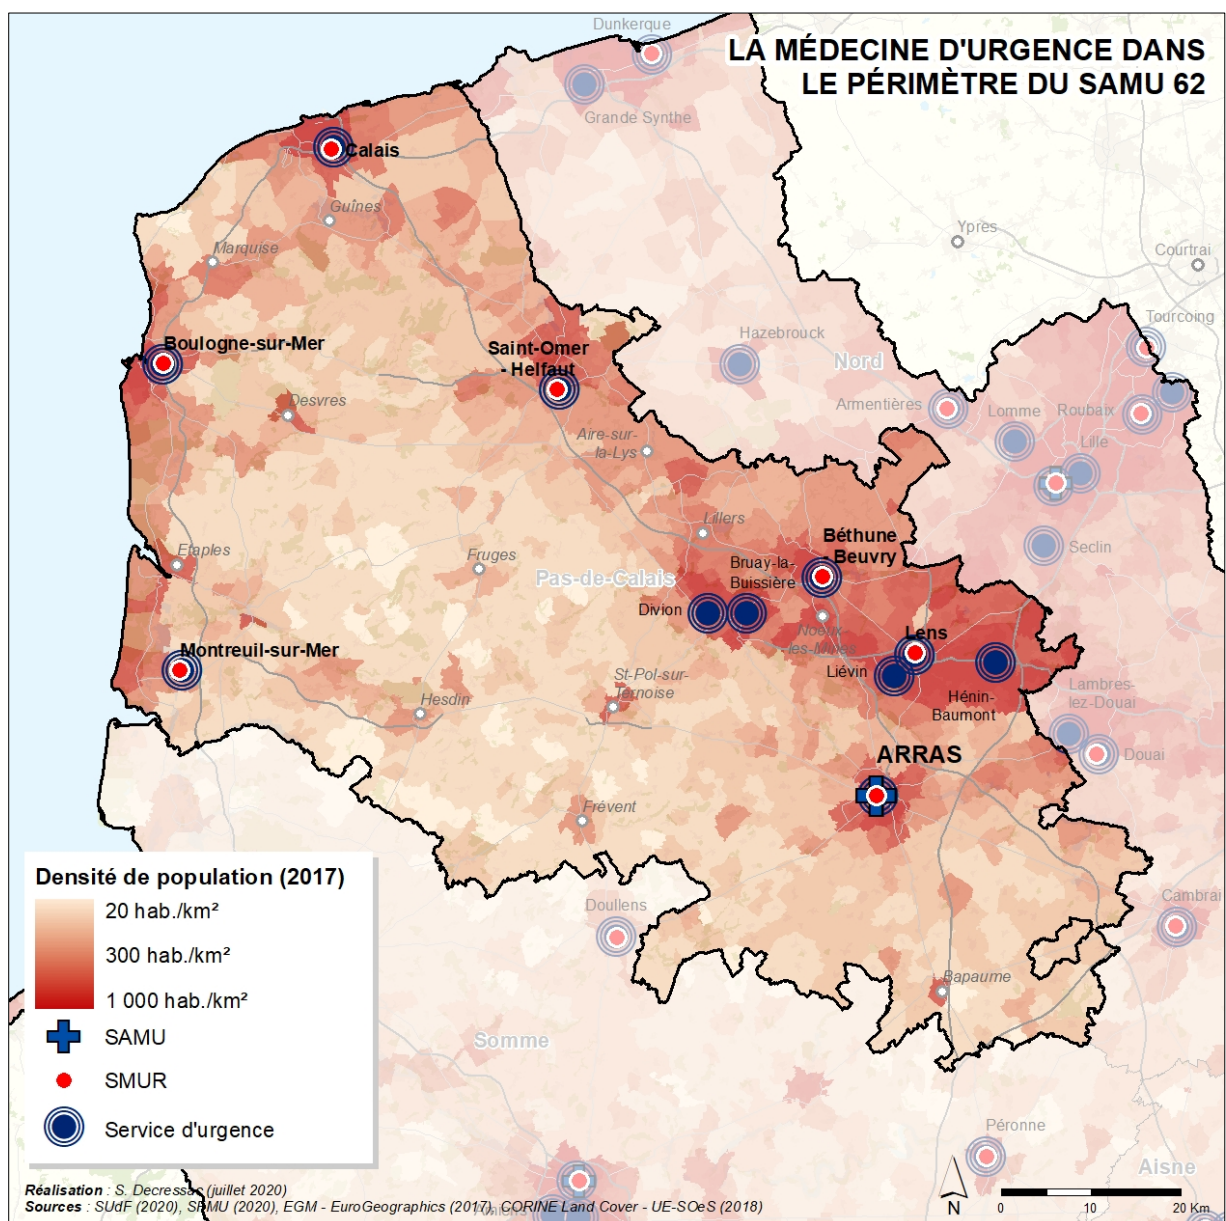 LA MÉDECINE D'URGENCE DANS
LE PÉRIMÈTRE DU SAMU 62
Dunkerque
Grande Synthe
Calais
Guînes
Marquise
Ypres
Courtrai
Tourcoing
Boulogne-sur-Mer
Saint-Omer
- Helfaut
Hazebrouck
Nord
Armentières
Lomme
Roubaix
Lille
Desvres
Aire-sur-
la-Lys
Lillers
Béthune
- Beuvry
Seclin
Etaples
Fruges
Pas-de-Calais
Bruay-la-
Buissière
Divion
Noeux-
les-Mines
Lens
Liévin
Hénin-
Baumont
Montreuil-sur-Mer
Hesdin
St-Pol-sur-
Ternoise
Lambres-
lez-Douai
Douai
ARRAS
Frévent
Doullens
Cambrai
Bapaume
Somme
Péronne
Aisne
Amiens
Densité de population (2017)
20 hab./km²
300 hab./km²
1 000 hab./km²
SAMU
SMUR
Service d'urgence
Réalisation : S. Decressac (juillet 2020)
Sources : SUdF (2020), SFMU (2020), EGM - EuroGeographics (2017), CORINE Land Cover - UE-SOeS (2018)
N
0 10 20 Km